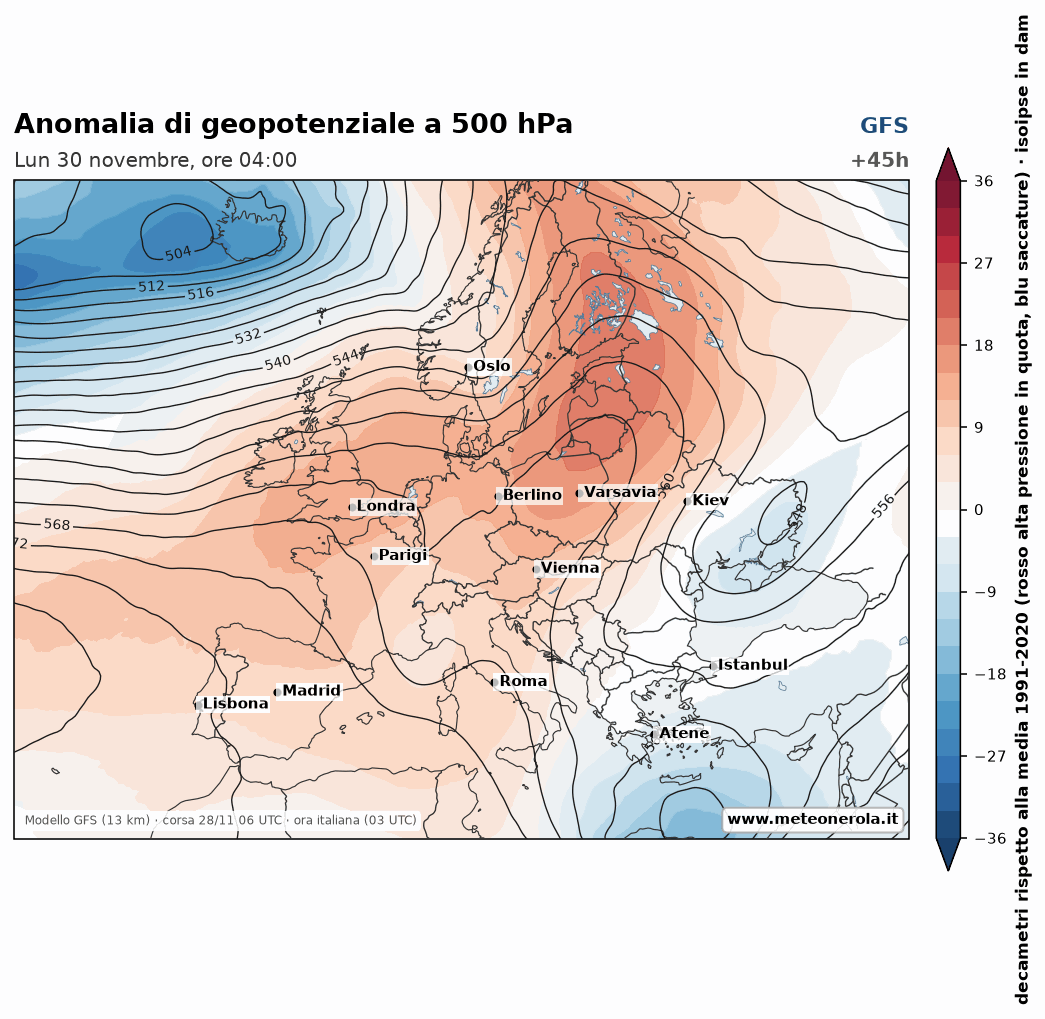 Anomalia di geopotenziale a 500 hPa
GFS
Lun 30 novembre, ore 04:00
+45h
504
512
516
532
540
544
Oslo
Berlino
Varsavia
560
Kiev
556
548
Londra
568
572
Parigi
Vienna
Istanbul
Roma
Madrid
Lisbona
Atene
Modello GFS (13 km) · corsa 28/11 06 UTC · ora italiana (03 UTC)
www.meteonerola.it
36
27
18
9
0
−9
−18
−27
−36
decametri rispetto alla media 1991-2020 (rosso alta pressione in quota, blu saccature) · isoipse in dam